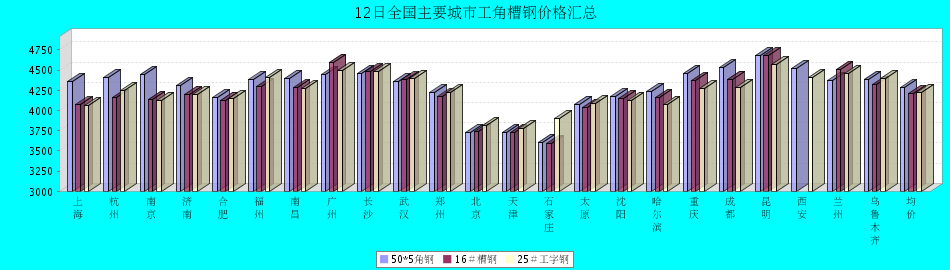 12日全国主要城市工角槽钢价格汇总
4750
4500
4250
4000
3750
3500
3250
3000
上海 杭州 南京 济南 合肥 福州 南昌 广州 长沙 武汉 郑州 北京 天津 石家庄 太原 沈阳 哈尔滨 重庆 成都 昆明 西安 兰州 乌鲁木齐 均价
50*5角钢 16#槽钢 25#工字钢